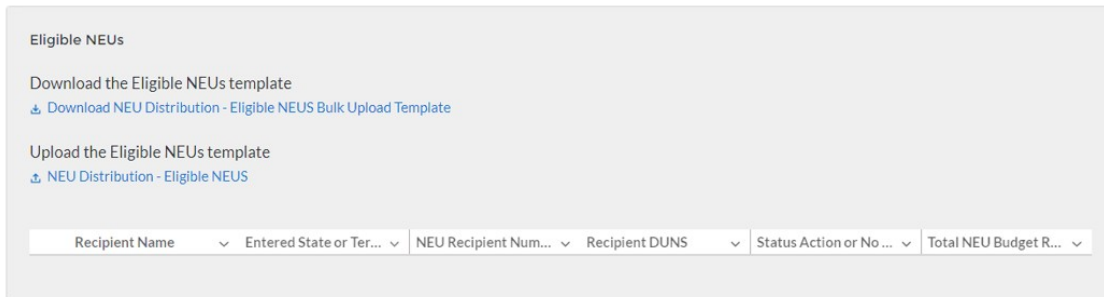 Eligible NEUs
Download the Eligible NEUs template
Download NEU Distribution - Eligible NEUS Bulk Upload Template
Upload the Eligible NEUs template
NEU Distribution - Eligible NEUS
Recipient Name Entered State or Ter... NEU Recipient Num... Recipient DUNS Status Action or No ... Total NEU Budget R...